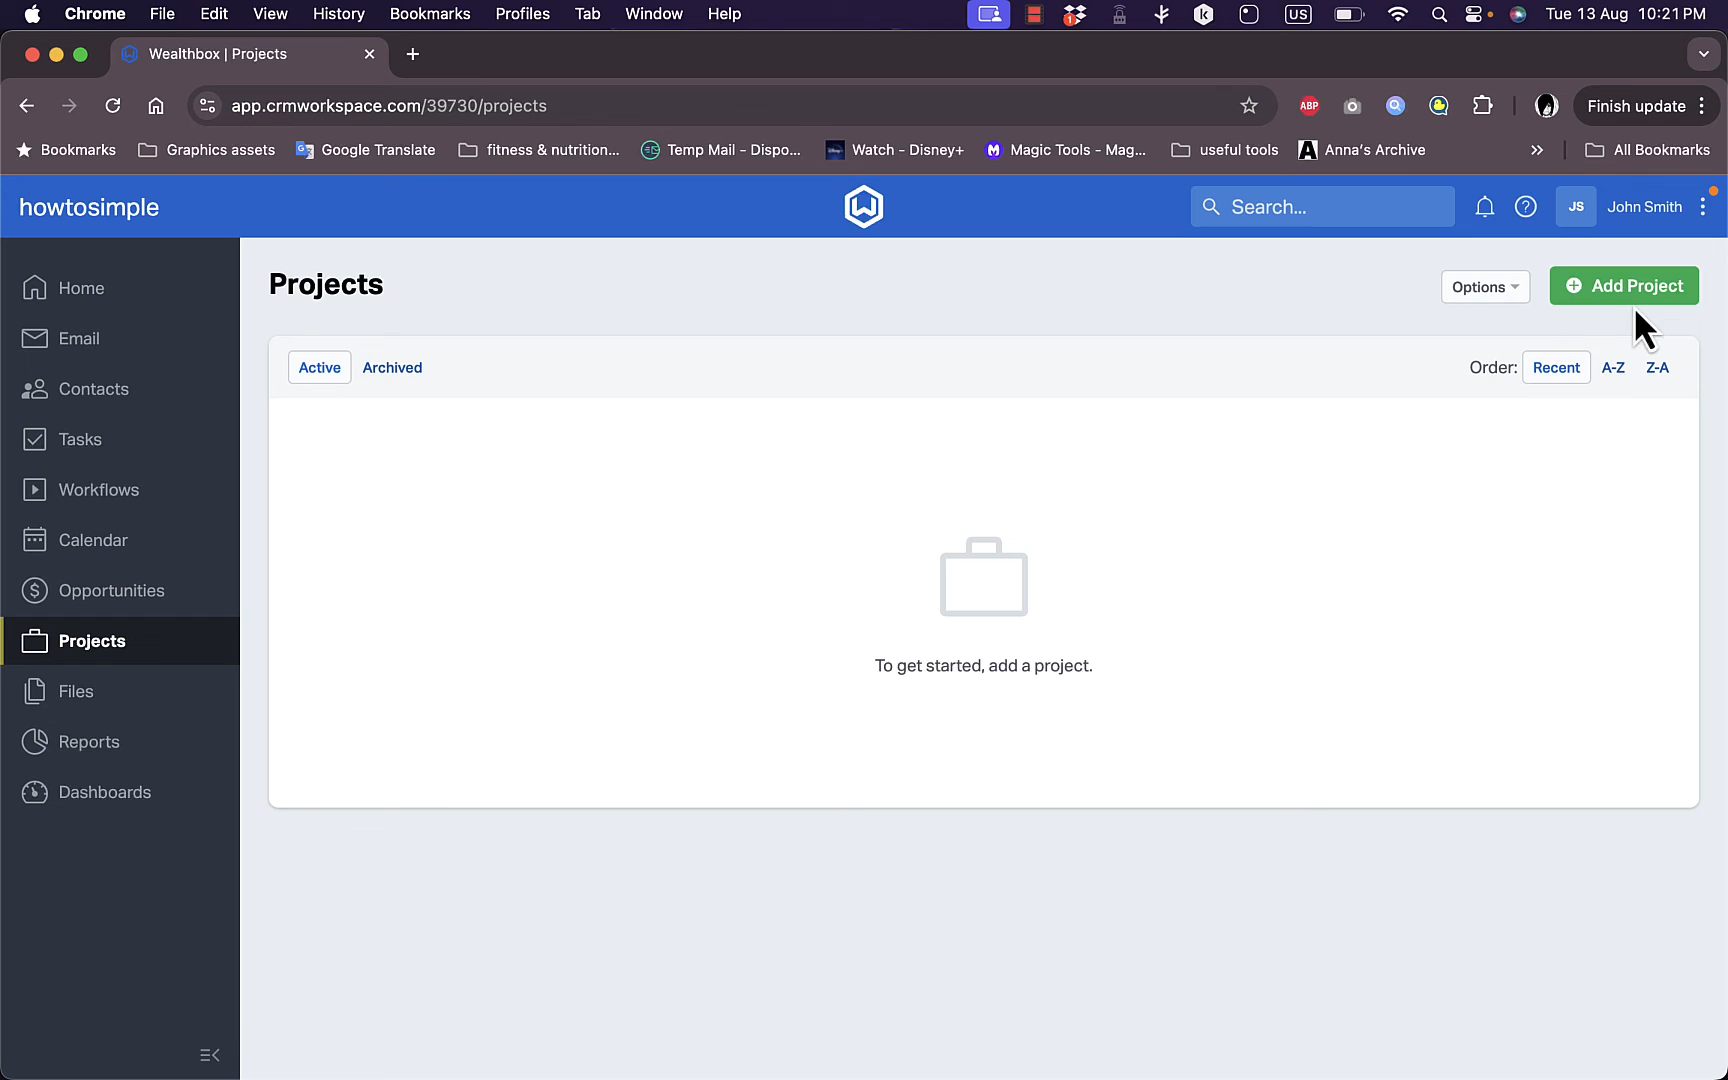 Chrome File Edit View History Bookmarks Profiles Tab Window Help US Tue 13 Aug 10:21 PM
Wealthbox | Projects
app.crmworkspace.com/39730/projects ABP Finish update
Bookmarks Graphics assets Google Translate fitness & nutrition... Temp Mail - Dispo... Watch - Disney+ Magic Tools - Mag... useful tools Anna's Archive All Bookmarks
howtosimple Search... JS John Smith
Home
Email
Contacts
Tasks
Workflows
Calendar
Opportunities
Projects
Files
Reports
Dashboards
Projects
Options Add Project
Active Archived Order: Recent A-Z Z-A
To get started, add a project.